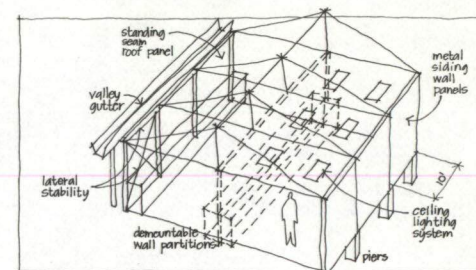 standing
seam
roof panel
metal
siding
wall
panels
valley
gutter
lateral
stability
10'
ceiling
lighting
system
demountable
wall partitions
piers